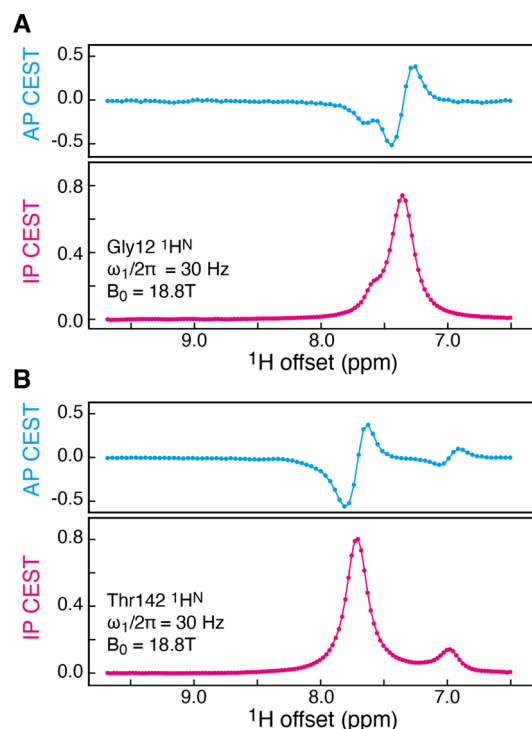 A
AP CEST
0.5
0.0
-0.5
IP CEST
0.8
0.4
0.0
Gly12 ¹Hᴺ
ω₁/2π = 30 Hz
B₀ = 18.8T
9.0 8.0 7.0
¹H offset (ppm)
B
AP CEST
0.5
0.0
-0.5
IP CEST
0.8
0.4
0.0
Thr142 ¹Hᴺ
ω₁/2π = 30 Hz
B₀ = 18.8T
9.0 8.0 7.0
¹H offset (ppm)